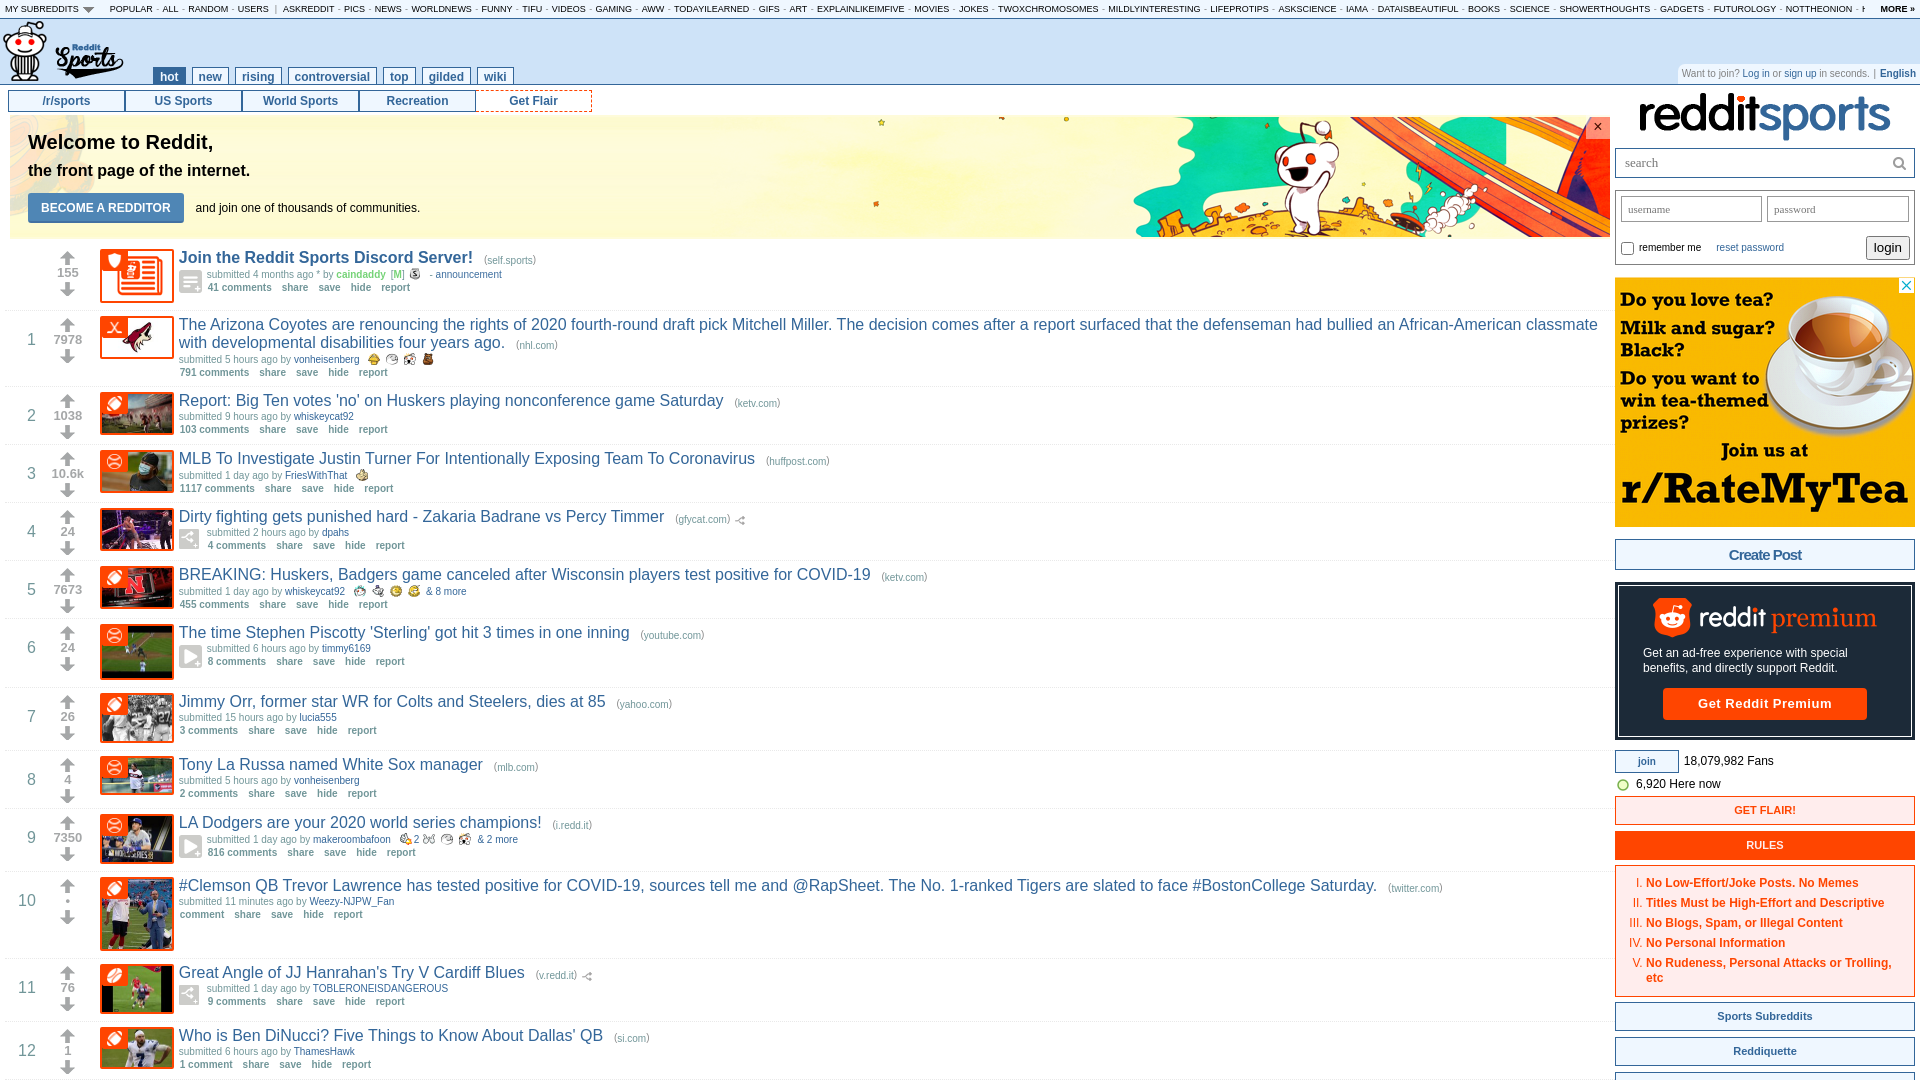 MY SUBREDDITS POPULAR - ALL - RANDOM - USERS | ASKREDDIT - PICS - NEWS - WORLDNEWS - FUNNY - TIFU - VIDEOS - GAMING - AWW - TODAYILEARNED - GIFS - ART - EXPLAINLIKEIMFIVE - MOVIES - JOKES - TWOXCHROMOSOMES - MILDLYINTERESTING - LIFEPROTIPS - ASKSCIENCE - IAMA - DATAISBEAUTIFUL - BOOKS - SCIENCE - SHOWERTHOUGHTS - GADGETS - FUTUROLOGY - NOTTHEONION - MORE »
Reddit
Sports
hot new rising controversial top gilded wiki
Want to join? Log in or sign up in seconds. | English
/r/sports US Sports World Sports Recreation Get Flair
redditsports
Welcome to Reddit,
the front page of the internet.
BECOME A REDDITOR and join one of thousands of communities.
×
search
username password
remember me reset password login
155
Join the Reddit Sports Discord Server! (self.sports)
submitted 4 months ago * by caindaddy [M] - announcement
41 comments share save hide report
1
7978
The Arizona Coyotes are renouncing the rights of 2020 fourth-round draft pick Mitchell Miller. The decision comes after a report surfaced that the defenseman had bullied an African-American classmate
with developmental disabilities four years ago. (nhl.com)
submitted 5 hours ago by vonheisenberg
791 comments share save hide report
2
1038
Report: Big Ten votes 'no' on Huskers playing nonconference game Saturday (ketv.com)
submitted 9 hours ago by whiskeycat92
103 comments share save hide report
3
10.6k
MLB To Investigate Justin Turner For Intentionally Exposing Team To Coronavirus (huffpost.com)
submitted 1 day ago by FriesWithThat
1117 comments share save hide report
4
24
Dirty fighting gets punished hard - Zakaria Badrane vs Percy Timmer (gfycat.com)
submitted 2 hours ago by dpahs
4 comments share save hide report
5
7673
BREAKING: Huskers, Badgers game canceled after Wisconsin players test positive for COVID-19 (ketv.com)
submitted 1 day ago by whiskeycat92 & 8 more
455 comments share save hide report
6
24
The time Stephen Piscotty 'Sterling' got hit 3 times in one inning (youtube.com)
submitted 6 hours ago by timmy6169
8 comments share save hide report
7
26
Jimmy Orr, former star WR for Colts and Steelers, dies at 85 (yahoo.com)
submitted 15 hours ago by lucia555
3 comments share save hide report
8
4
Tony La Russa named White Sox manager (mlb.com)
submitted 5 hours ago by vonheisenberg
2 comments share save hide report
9
7350
LA Dodgers are your 2020 world series champions! (i.redd.it)
submitted 1 day ago by makeroombafoon 2 & 2 more
816 comments share save hide report
10
•
#Clemson QB Trevor Lawrence has tested positive for COVID-19, sources tell me and @RapSheet. The No. 1-ranked Tigers are slated to face #BostonCollege Saturday. (twitter.com)
submitted 11 minutes ago by Weezy-NJPW_Fan
comment share save hide report
11
76
Great Angle of JJ Hanrahan's Try V Cardiff Blues (v.redd.it)
submitted 1 day ago by TOBLERONEISDANGEROUS
9 comments share save hide report
12
1
Who is Ben DiNucci? Five Things to Know About Dallas' QB (si.com)
submitted 6 hours ago by ThamesHawk
1 comment share save hide report
Do you love tea?
Milk and sugar?
Black?
Do you want to
win tea-themed
prizes?
Join us at
r/RateMyTea
Create Post
reddit premium
Get an ad-free experience with special
benefits, and directly support Reddit.
Get Reddit Premium
join 18,079,982 Fans
6,920 Here now
GET FLAIR!
RULES
I. No Low-Effort/Joke Posts. No Memes
II. Titles Must be High-Effort and Descriptive
III. No Blogs, Spam, or Illegal Content
IV. No Personal Information
V. No Rudeness, Personal Attacks or Trolling,
etc
Sports Subreddits
Reddiquette